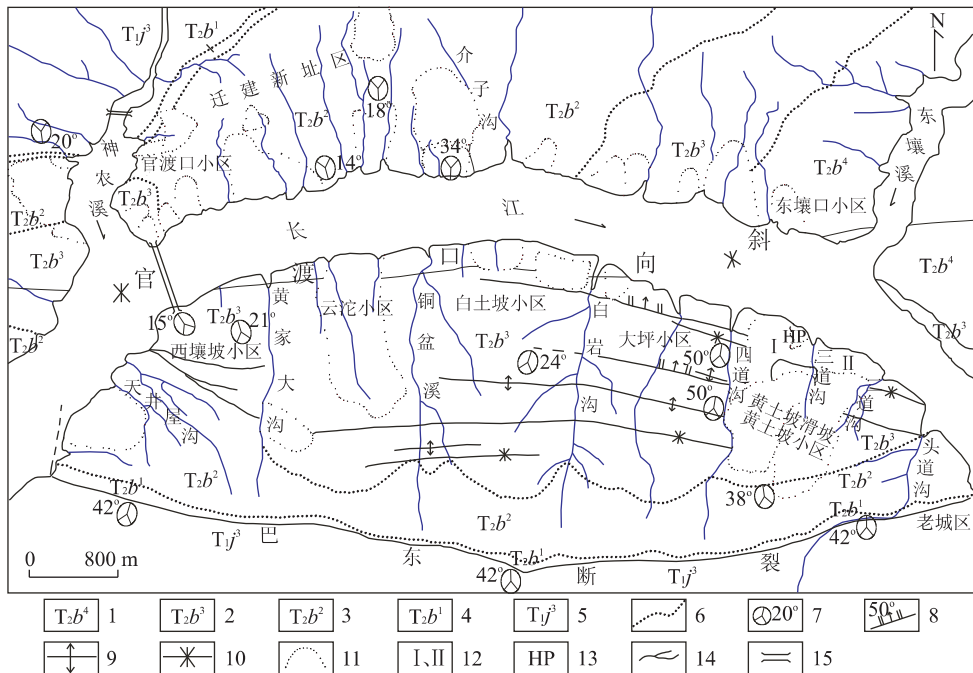 T₁j³
T₂b¹
N
迁建新址区
介子沟
T₂b²
18°
20°
神农溪
官渡口小区
14°
34°
T₂b²
T₂b³
T₂b⁴
东壤溪
T₂b³
东壤口小区
T₂b²
T₂b³
长江
官渡口向斜
T₂b⁴
T₂b³
T₂b²
15°
T₂b³
21°
西壤坡小区
黄家大沟
云沱小区
铜盆溪
白土坡小区
T₂b³
24°
白岩沟
大坪小区
50°
50°
四道沟
HP
I
三道沟
II
二道沟
黄土坡滑坡
黄土坡小区
T₂b³
天井屋沟
T₂b²
T₂b²
头道沟
T₂b¹
42°
38°
T₂b¹
老城区
42°
T₂b²
T₁j³
巴东断裂
T₂b¹
42°
T₁j³
0 800 m
T₂b⁴ 1 T₂b³ 2 T₂b² 3 T₂b¹ 4 T₁j³ 5 6 20° 7 50° 8
9 10 11 I、II 12 HP 13 14 15